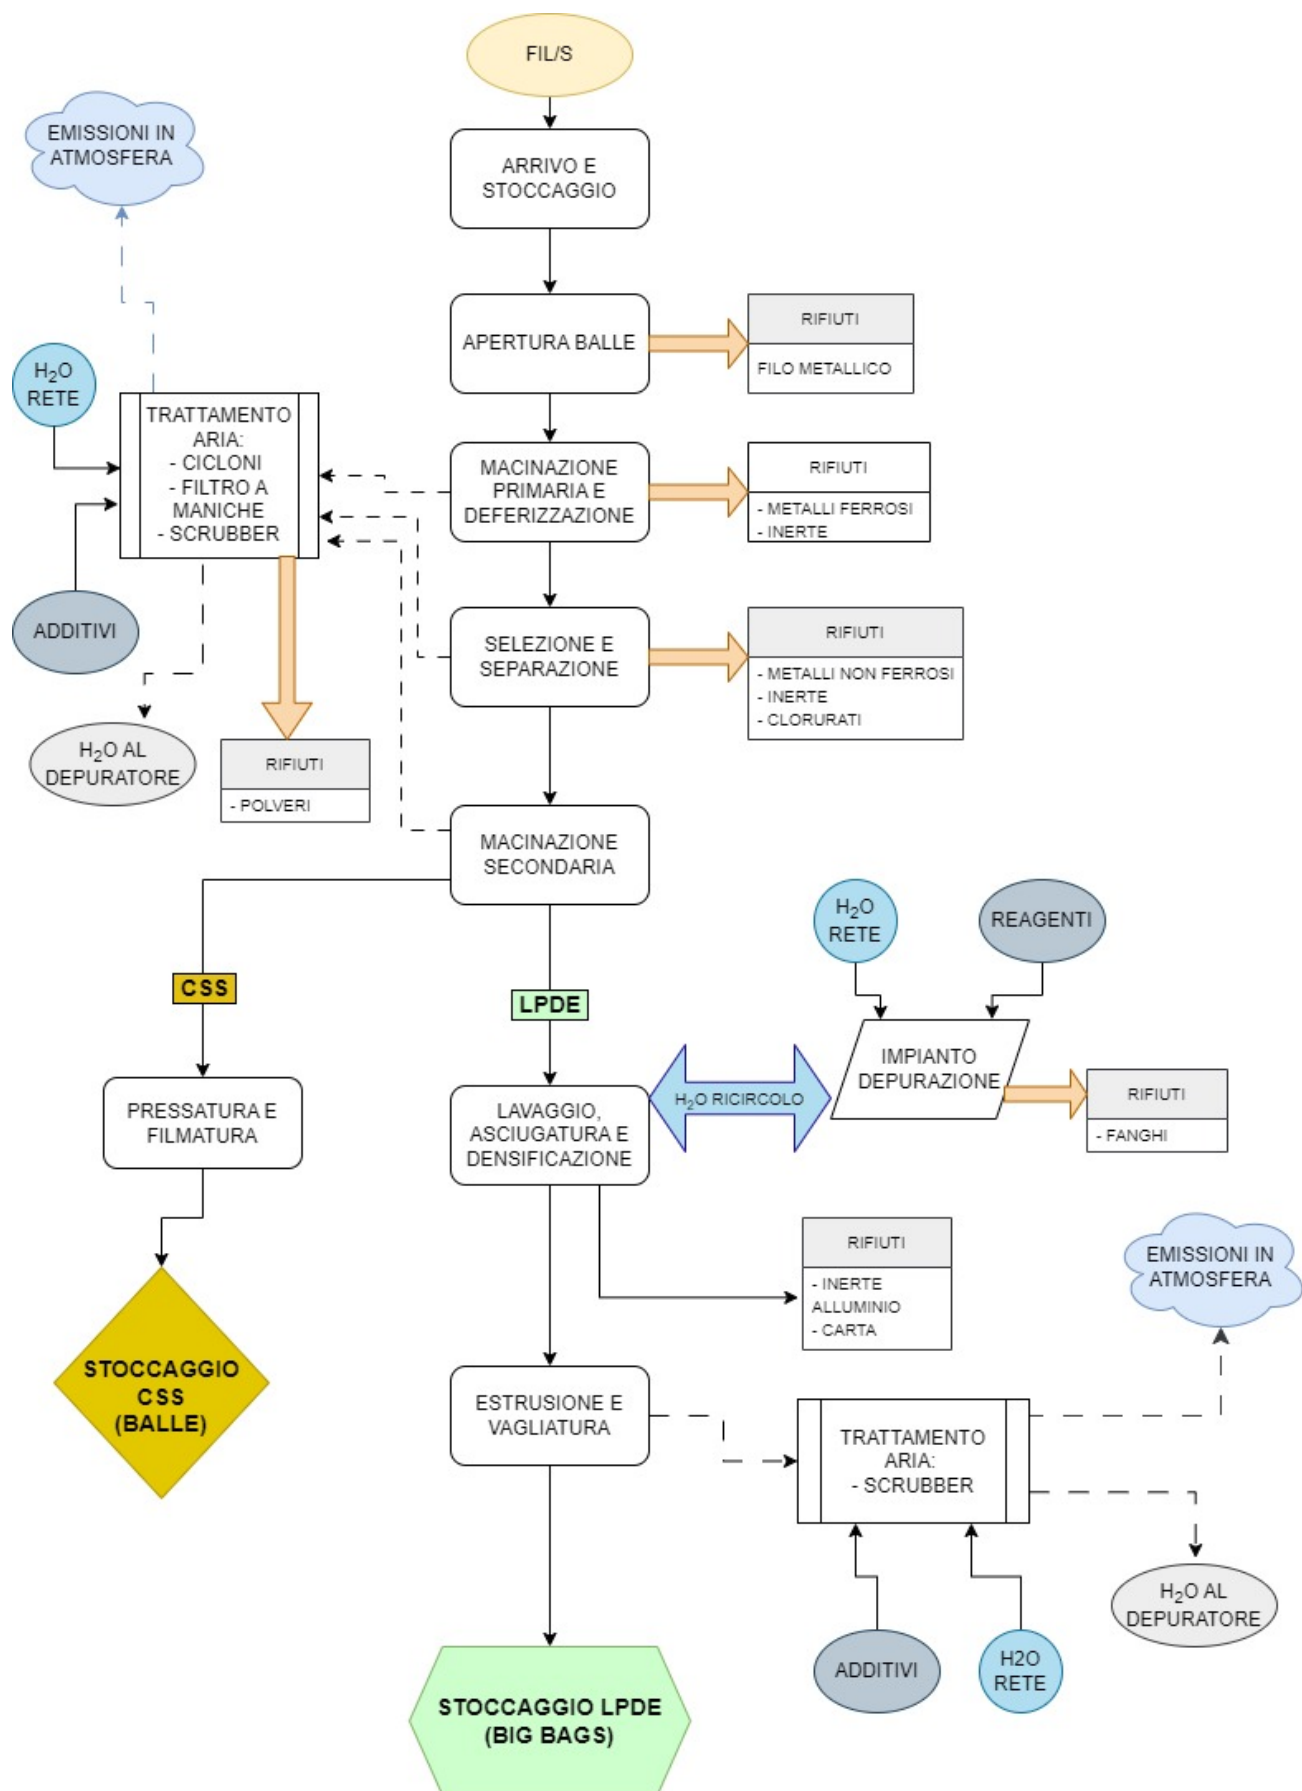 FIL/S
EMISSIONI IN
ATMOSFERA
ARRIVO E
STOCCAGGIO
APERTURA BALLE
RIFIUTI
FILO METALLICO
H₂O
RETE
TRATTAMENTO
ARIA:
- CICLONI
- FILTRO A
MANICHE
- SCRUBBER
MACINAZIONE
PRIMARIA E
DEFERIZZAZIONE
RIFIUTI
- METALLI FERROSI
- INERTE
ADDITIVI
SELEZIONE E
SEPARAZIONE
RIFIUTI
- METALLI NON FERROSI
- INERTE
- CLORURATI
H₂O AL
DEPURATORE
RIFIUTI
- POLVERI
MACINAZIONE
SECONDARIA
H₂O
RETE
REAGENTI
CSS
LPDE
IMPIANTO
DEPURAZIONE
PRESSATURA E
FILMATURA
LAVAGGIO,
ASCIUGATURA E
DENSIFICAZIONE
H₂O RICIRCOLO
RIFIUTI
- FANGHI
RIFIUTI
- INERTE
ALLUMINIO
- CARTA
EMISSIONI IN
ATMOSFERA
STOCCAGGIO
CSS
(BALLE)
ESTRUSIONE E
VAGLIATURA
TRATTAMENTO
ARIA:
- SCRUBBER
H₂O AL
DEPURATORE
ADDITIVI
H2O
RETE
STOCCAGGIO LPDE
(BIG BAGS)